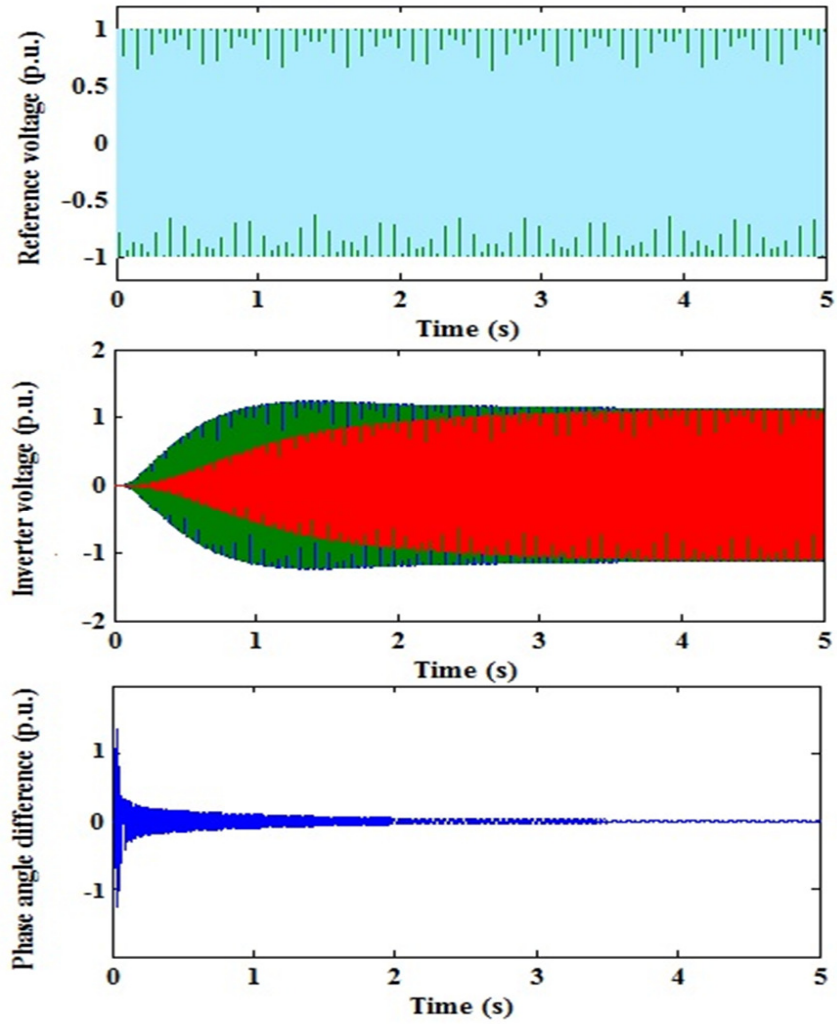 Reference voltage (p.u.)
1
0.5
0
-0.5
-1
0 1 2 3 4 5
Time (s)
Inverter voltage (p.u.)
2
1
0
-1
-2
0 1 2 3 4 5
Time (s)
Phase angle difference (p.u.)
1
0
-1
0 1 2 3 4 5
Time (s)